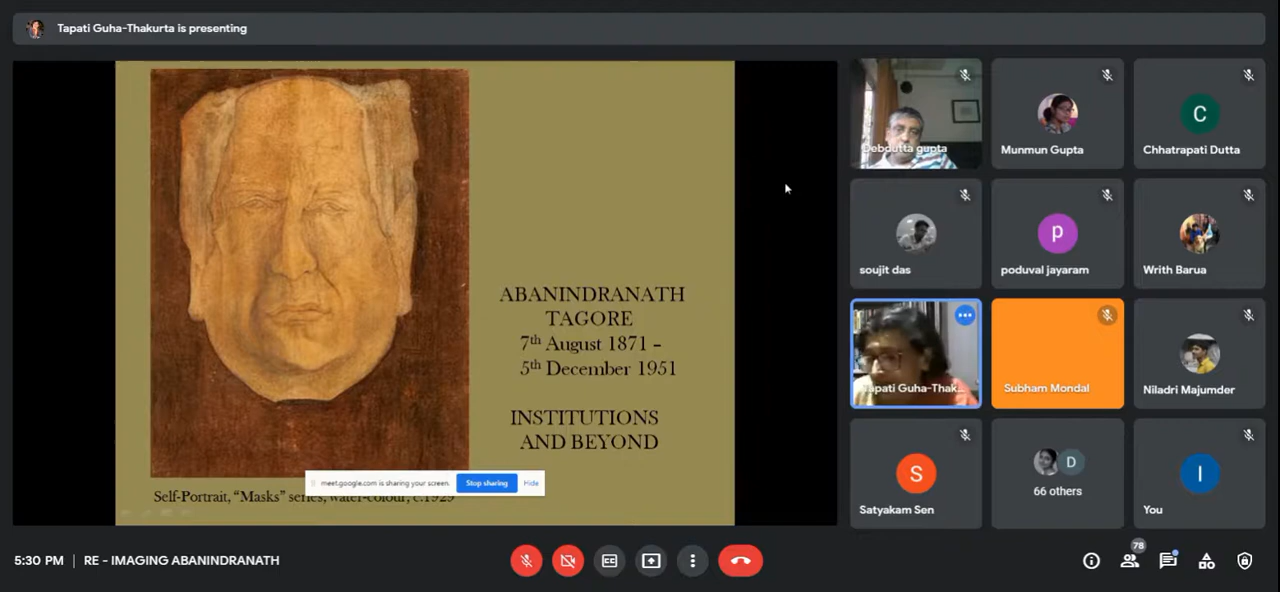 Tapati Guha-Thakurta is presenting
ABANINDRANATH
TAGORE
7th August 1871 –
5th December 1951
INSTITUTIONS
AND BEYOND
meet.google.com is sharing your screen.
Stop sharing
Hide
Self-Portrait, “Masks” series, water-colour, c.1929
Debdutta gupta
Munmun Gupta
C
Chhatrapati Dutta
soujit das
p
poduval jayaram
Writh Barua
Tapati Guha-Thak...
Subham Mondal
Niladri Majumder
S
Satyakam Sen
D
66 others
I
You
5:30 PM | RE - IMAGING ABANINDRANATH
CC
78